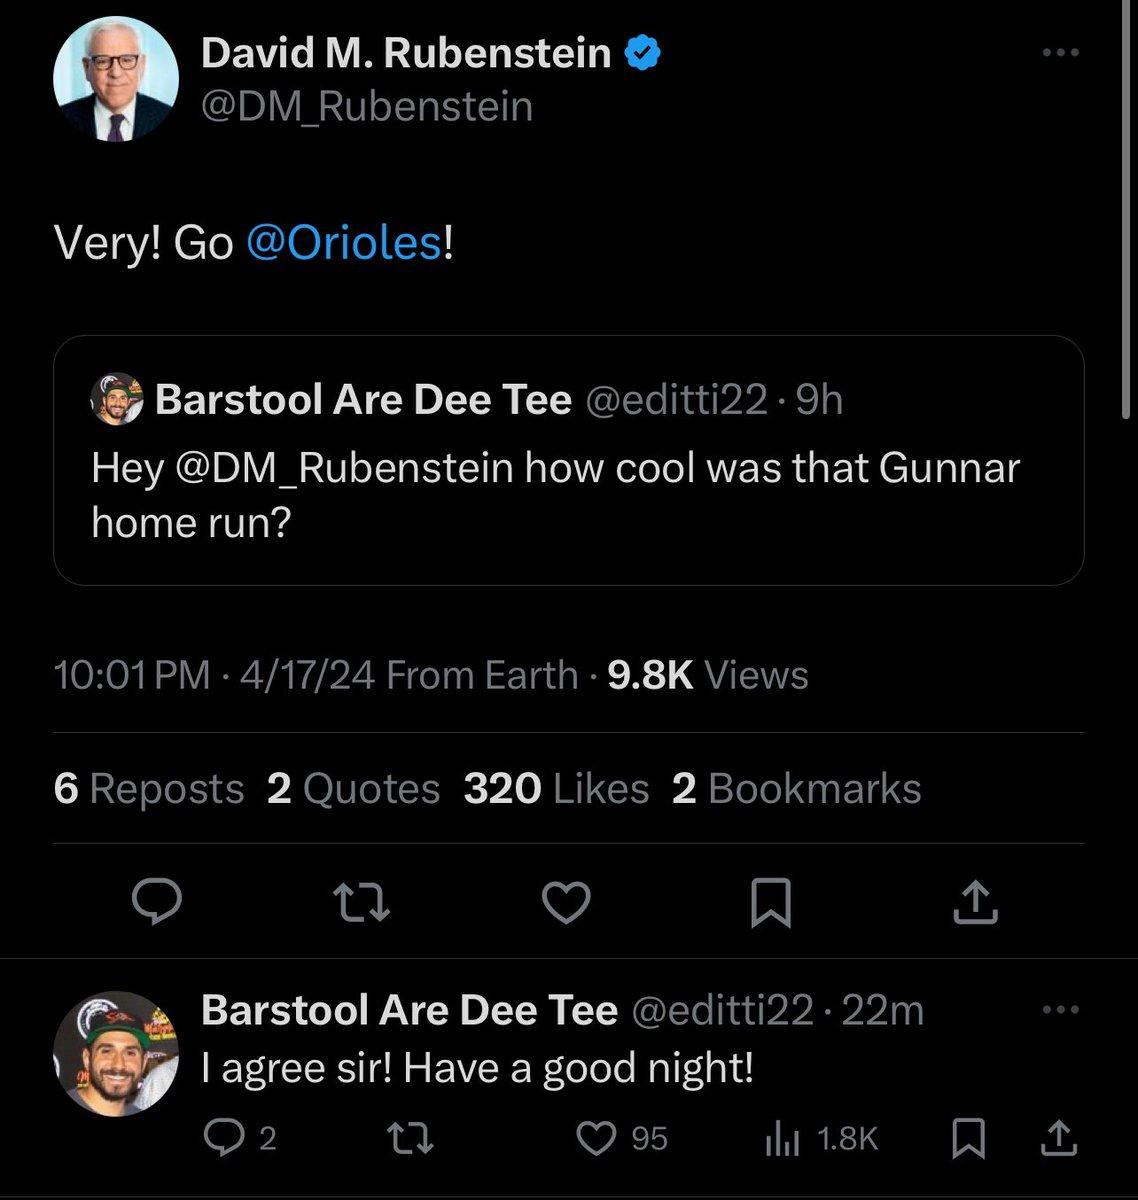 David M. Rubenstein
@DM_Rubenstein
Very! Go @Orioles!
Barstool Are Dee Tee @editti22 · 9h
Hey @DM_Rubenstein how cool was that Gunnar
home run?
10:01 PM · 4/17/24 From Earth · 9.8K Views
6 Reposts 2 Quotes 320 Likes 2 Bookmarks
Barstool Are Dee Tee @editti22 · 22m
I agree sir! Have a good night!
2 95 1.8K